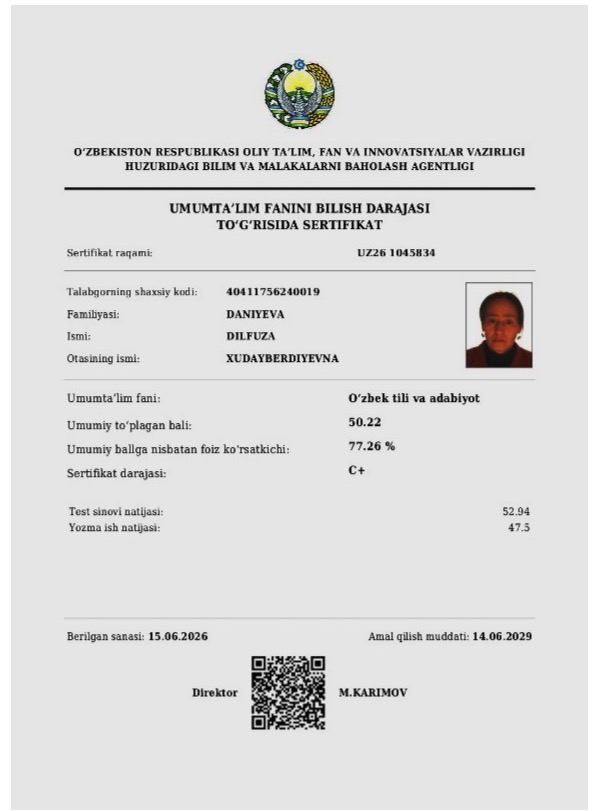 O‘ZBEKISTON RESPUBLIKASI OLIY TA’LIM, FAN VA INNOVATSIYALAR VAZIRLIGI
HUZURIDAGI BILIM VA MALAKALARNI BAHOLASH AGENTLIGI
UMUMTA’LIM FANINI BILISH DARAJASI
TO‘G‘RISIDA SERTIFIKAT
Sertifikat raqami: UZ26 1045834
Talabgorning shaxsiy kodi: 40411756240019
Familiyasi: DANIYEVA
Ismi: DILFUZA
Otasining ismi: XUDAYBERDIYEVNA
Umumta’lim fani: O‘zbek tili va adabiyot
Umumiy to‘plagan bali: 50.22
Umumiy ballga nisbatan foiz ko‘rsatkichi: 77.26 %
Sertifikat darajasi: C+
Test sinovi natijasi: 52.94
Yozma ish natijasi: 47.5
Berilgan sanasi: 15.06.2026 Amal qilish muddati: 14.06.2029
Direktor M.KARIMOV